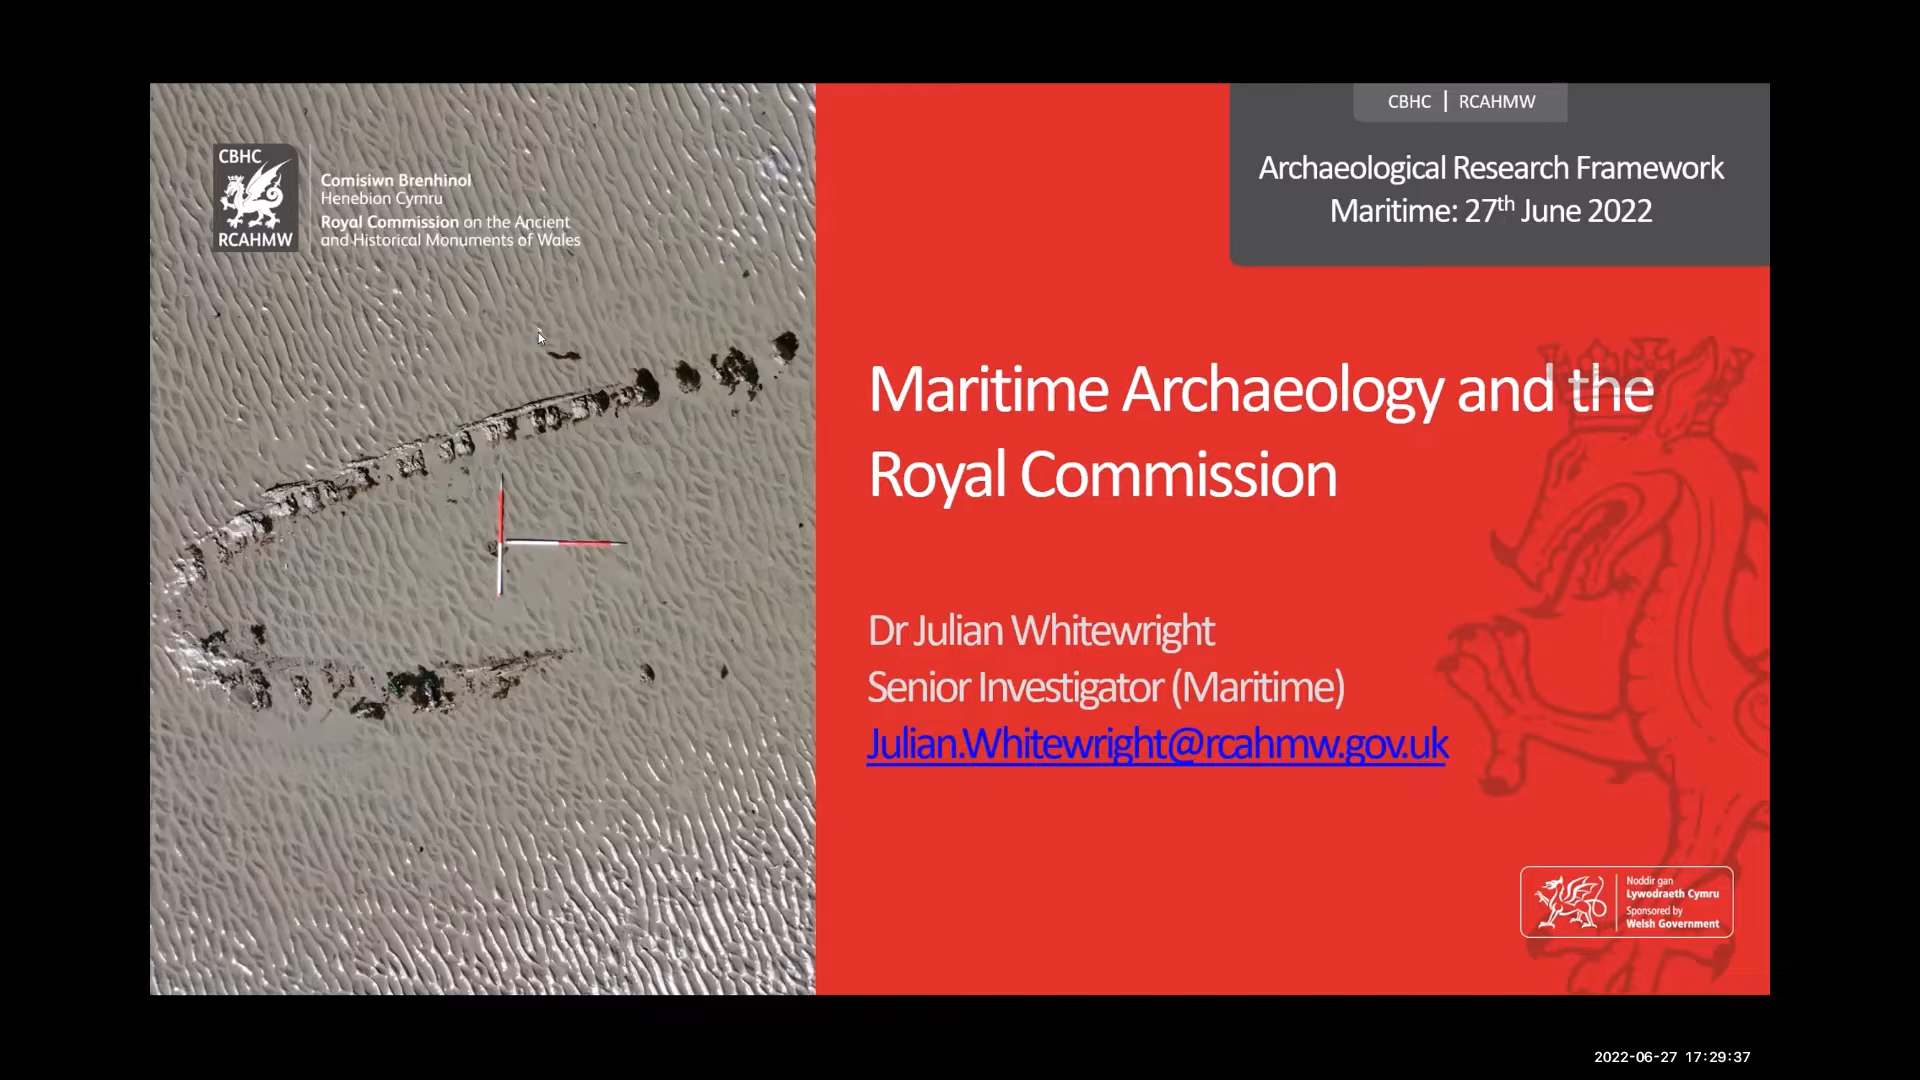 CBHC
RCAHMW
Comisiwn Brenhinol
Henebion Cymru
Royal Commission on the Ancient
and Historical Monuments of Wales
CBHC | RCAHMW
Archaeological Research Framework
Maritime: 27th June 2022
Maritime Archaeology and the
Royal Commission
Dr Julian Whitewright
Senior Investigator (Maritime)
Julian.Whitewright@rcahmw.gov.uk
Noddir gan
Lywodraeth Cymru
Sponsored by
Welsh Government
2022-06-27 17:29:37